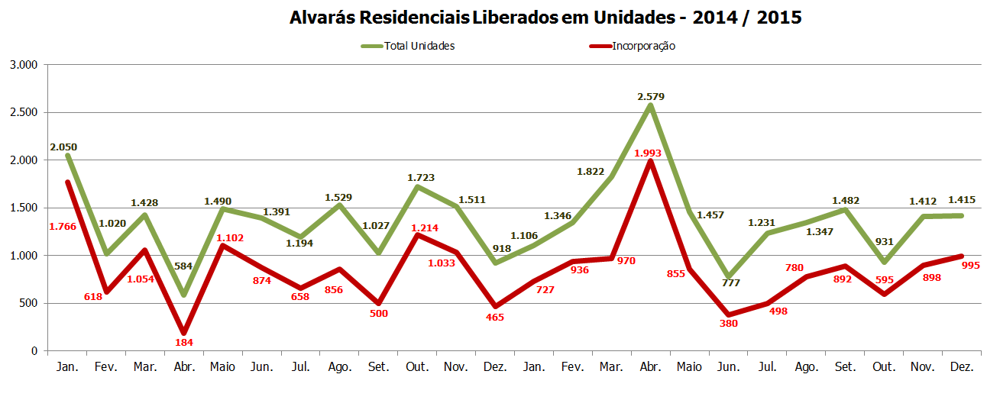 Alvarás Residenciais Liberados em Unidades - 2014 / 2015
Total Unidades Incorporação
3.000
2.500
2.000
1.500
1.000
500
0
2.050 1.020 1.428 584 1.490 1.391 1.194 1.529 1.027 1.723 1.511 918 1.106 1.346 1.822 2.579 1.457 777 1.231 1.347 1.482 931 1.412 1.415
1.766 618 1.054 184 1.102 874 658 856 500 1.214 1.033 465 727 936 970 1.993 855 380 498 780 892 595 898 995
Jan. Fev. Mar. Abr. Maio Jun. Jul. Ago. Set. Out. Nov. Dez. Jan. Fev. Mar. Abr. Maio Jun. Jul. Ago. Set. Out. Nov. Dez.